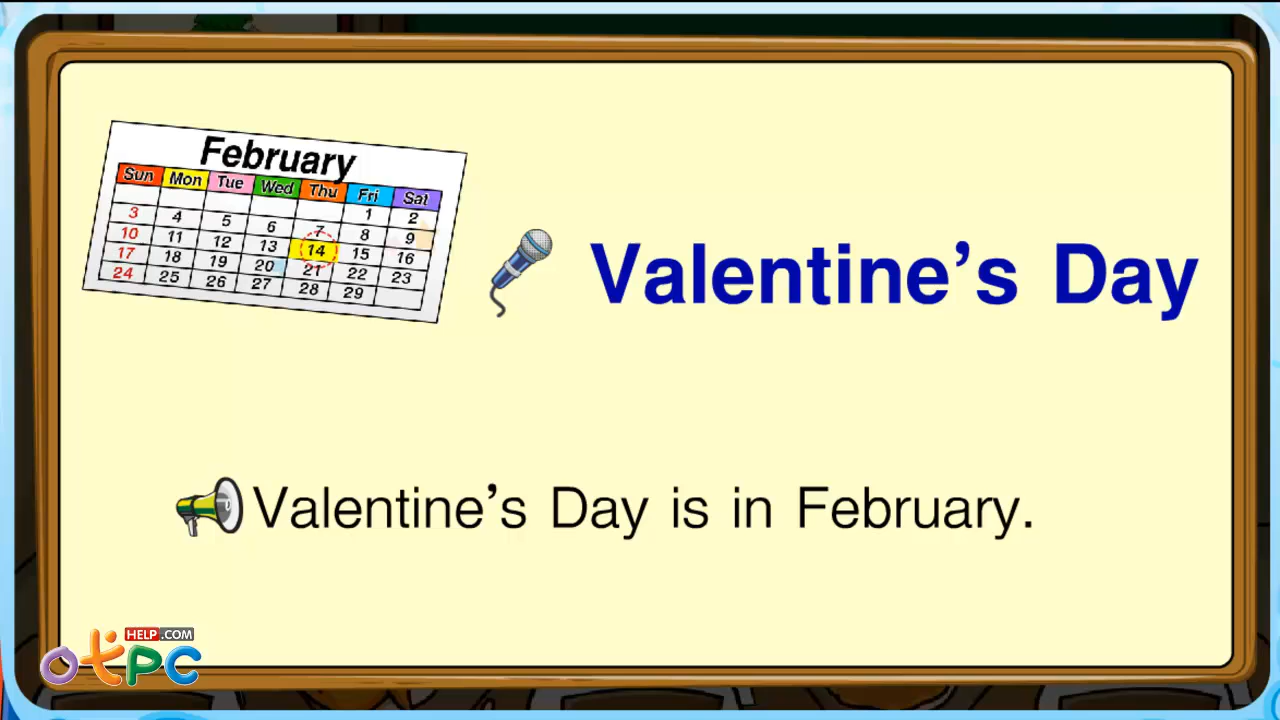 February
Sun Mon Tue Wed Thu Fri Sat
1 2
3 4 5 6 7 8 9
10 11 12 13 14 15 16
17 18 19 20 21 22 23
24 25 26 27 28 29
Valentine’s Day
Valentine’s Day is in February.
HELP.COM
OTPC